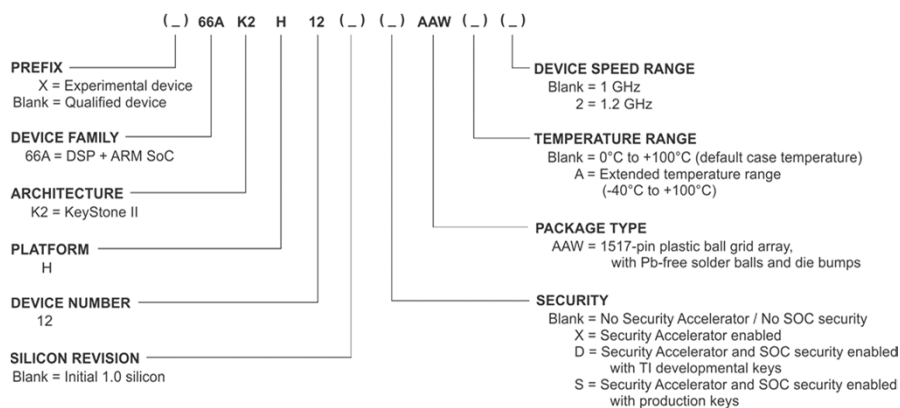 (_) 66A K2 H 12 (_) (_) AAW (_) (_)
PREFIX
X = Experimental device
Blank = Qualified device
DEVICE FAMILY
66A = DSP + ARM SoC
ARCHITECTURE
K2 = KeyStone II
PLATFORM
H
DEVICE NUMBER
12
SILICON REVISION
Blank = Initial 1.0 silicon
DEVICE SPEED RANGE
Blank = 1 GHz
2 = 1.2 GHz
TEMPERATURE RANGE
Blank = 0°C to +100°C (default case temperature)
A = Extended temperature range
(-40°C to +100°C)
PACKAGE TYPE
AAW = 1517-pin plastic ball grid array,
with Pb-free solder balls and die bumps
SECURITY
Blank = No Security Accelerator / No SOC security
X = Security Accelerator enabled
D = Security Accelerator and SOC security enabled
with TI developmental keys
S = Security Accelerator and SOC security enabled
with production keys